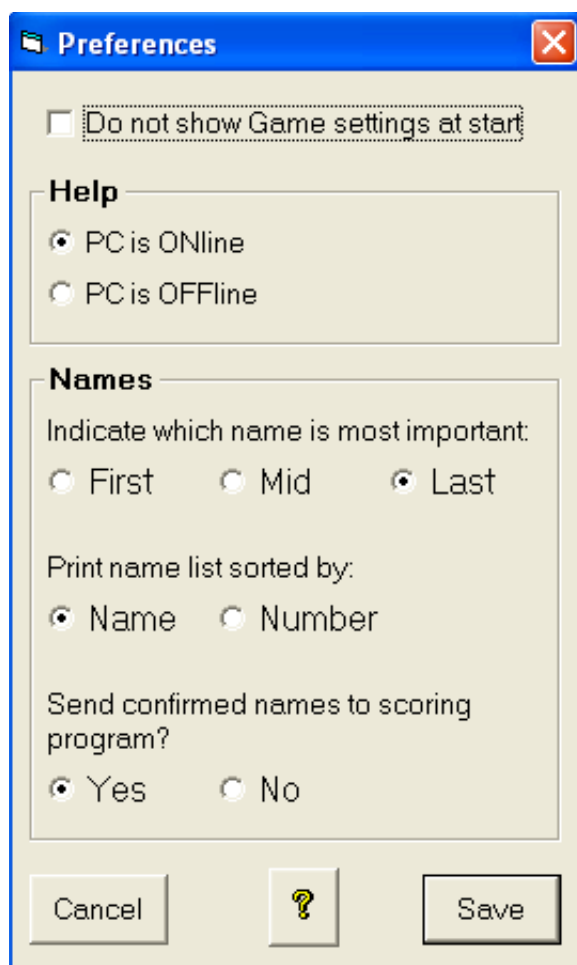 Preferences
Do not show Game settings at start
Help
PC is ONline
PC is OFFline
Names
Indicate which name is most important:
First Mid Last
Print name list sorted by:
Name Number
Send confirmed names to scoring
program?
Yes No
Cancel ? Save